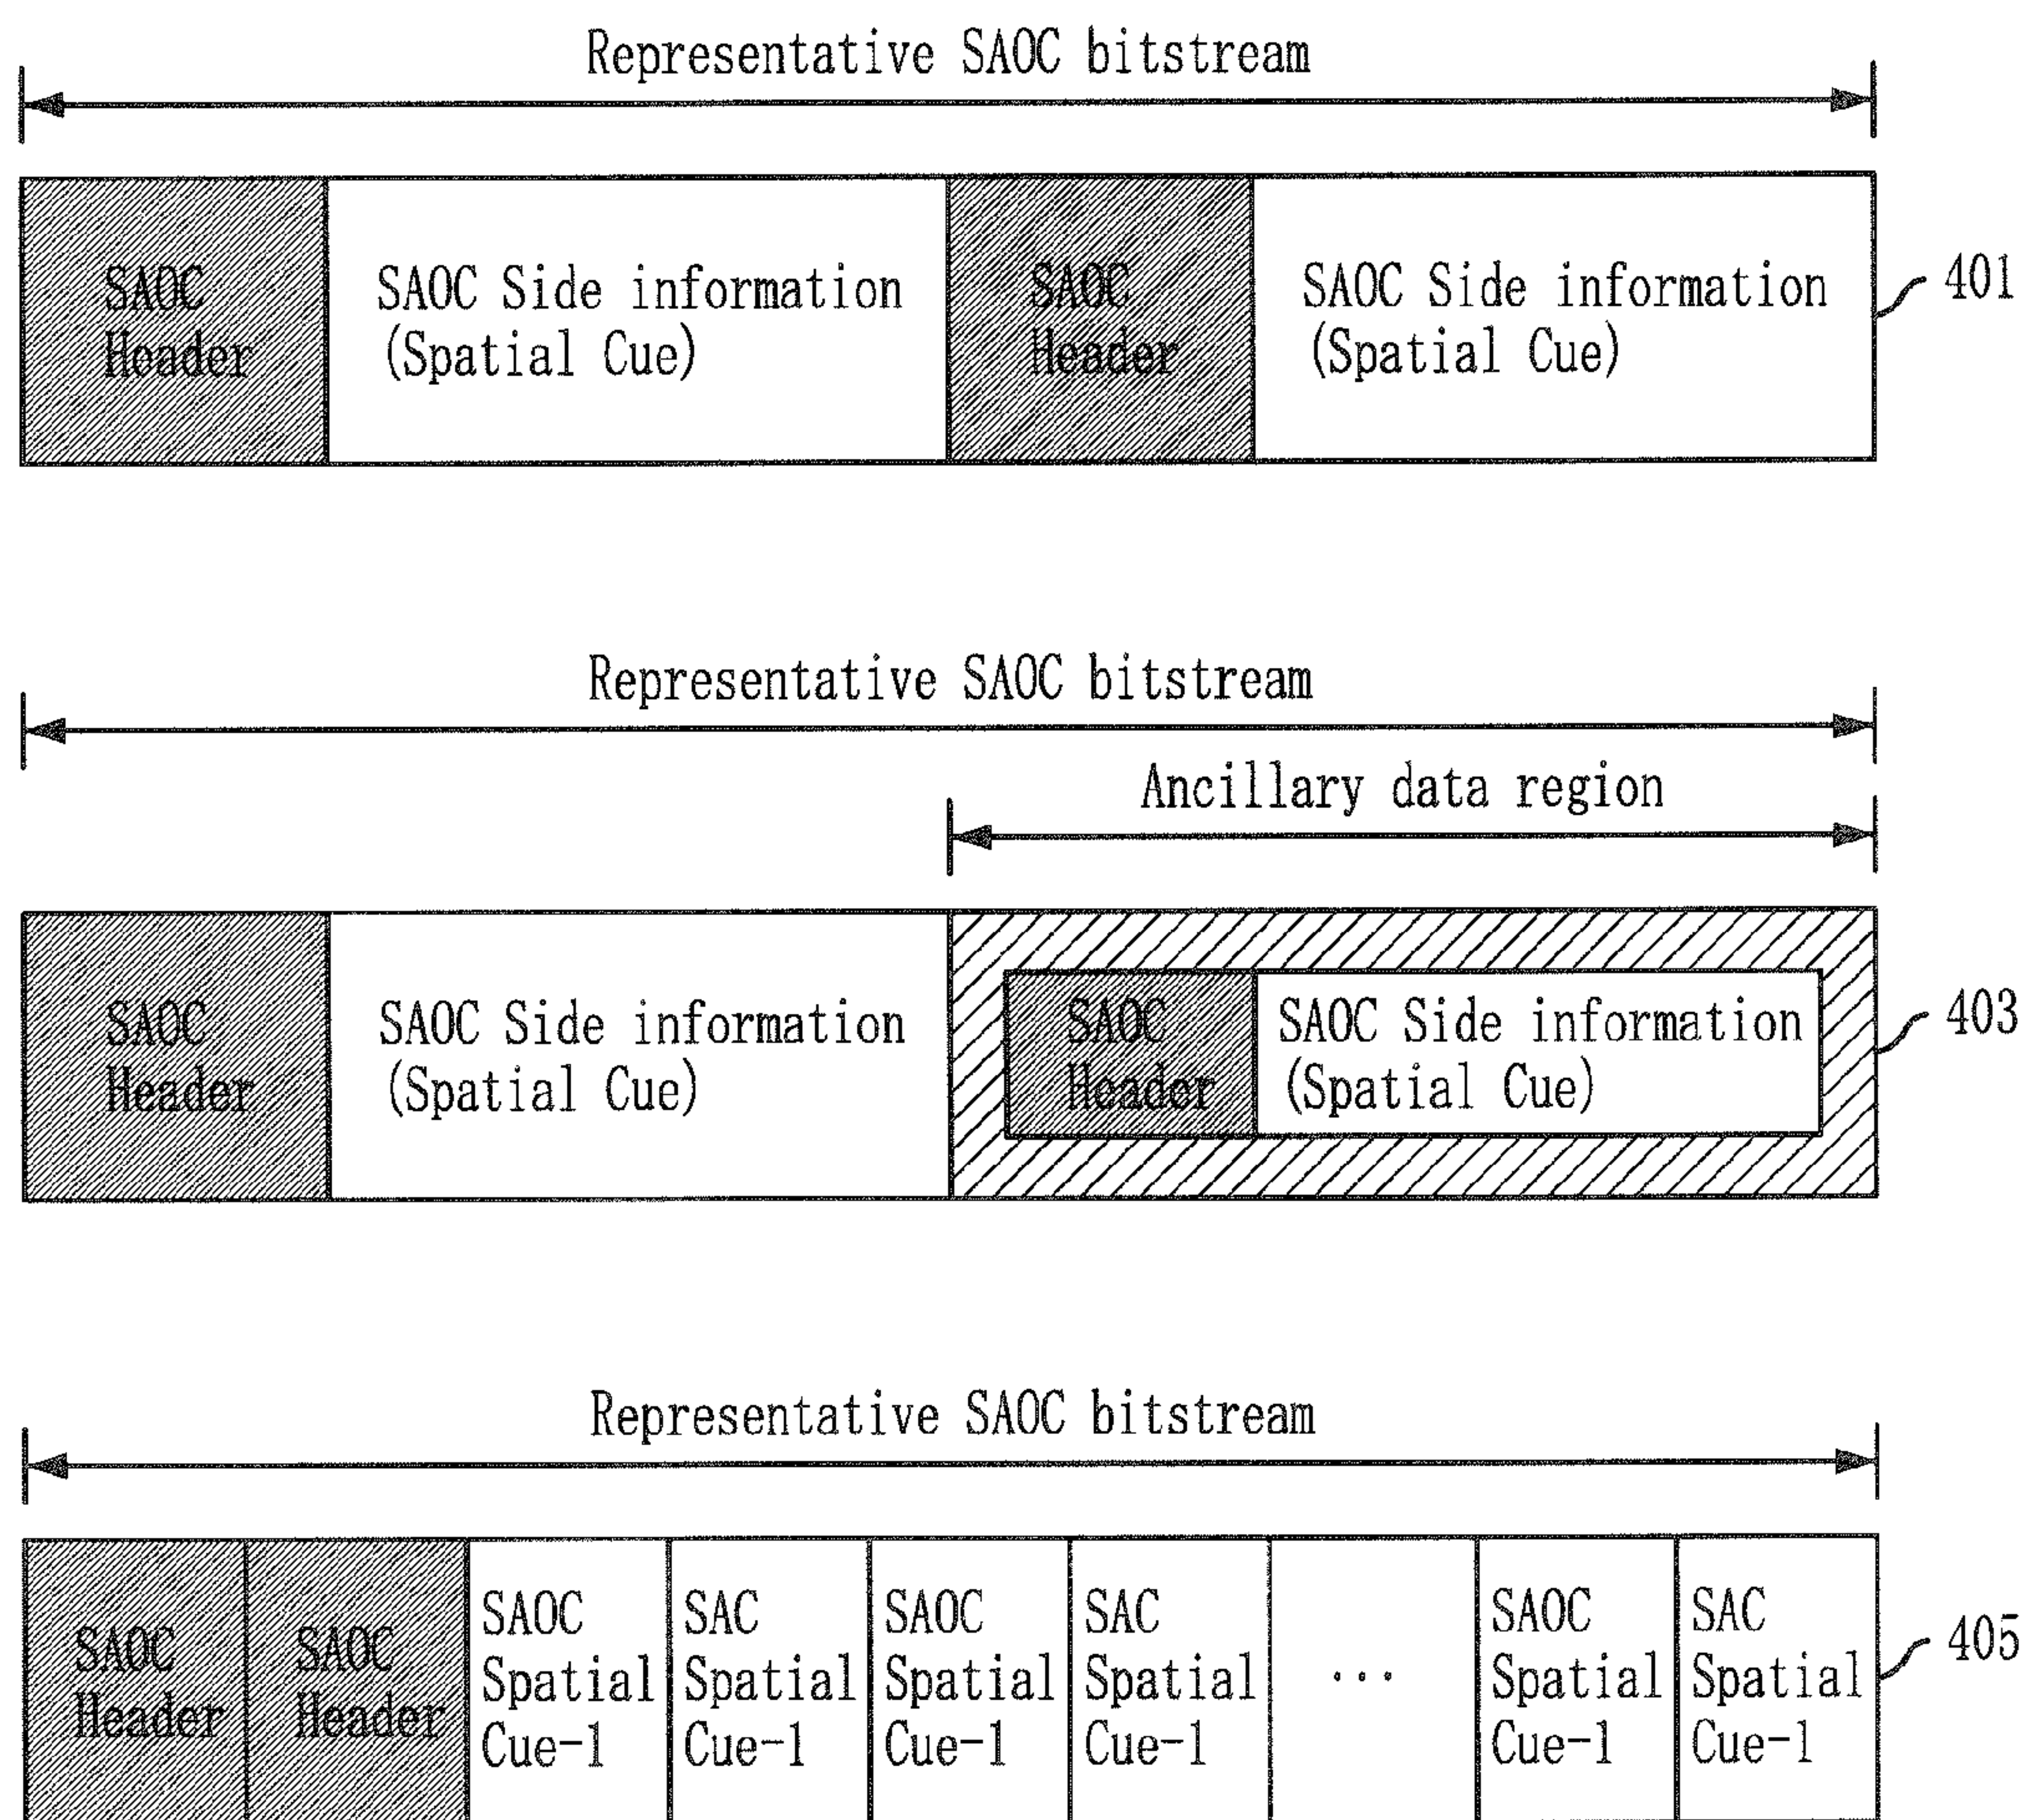 Representative SAOC bitstream
SAOC
Header
SAOC Side information
(Spatial Cue)
SAOC
Header
SAOC Side information
(Spatial Cue)
401
Representative SAOC bitstream
Ancillary data region
SAOC
Header
SAOC Side information
(Spatial Cue)
SAOC
Header
SAOC Side information
(Spatial Cue)
403
Representative SAOC bitstream
SAOC
Header
SAOC
Header
SAOC
Spatial
Cue-1
SAC
Spatial
Cue-1
SAOC
Spatial
Cue-1
SAC
Spatial
Cue-1
...
SAOC
Spatial
Cue-1
SAC
Spatial
Cue-1
405